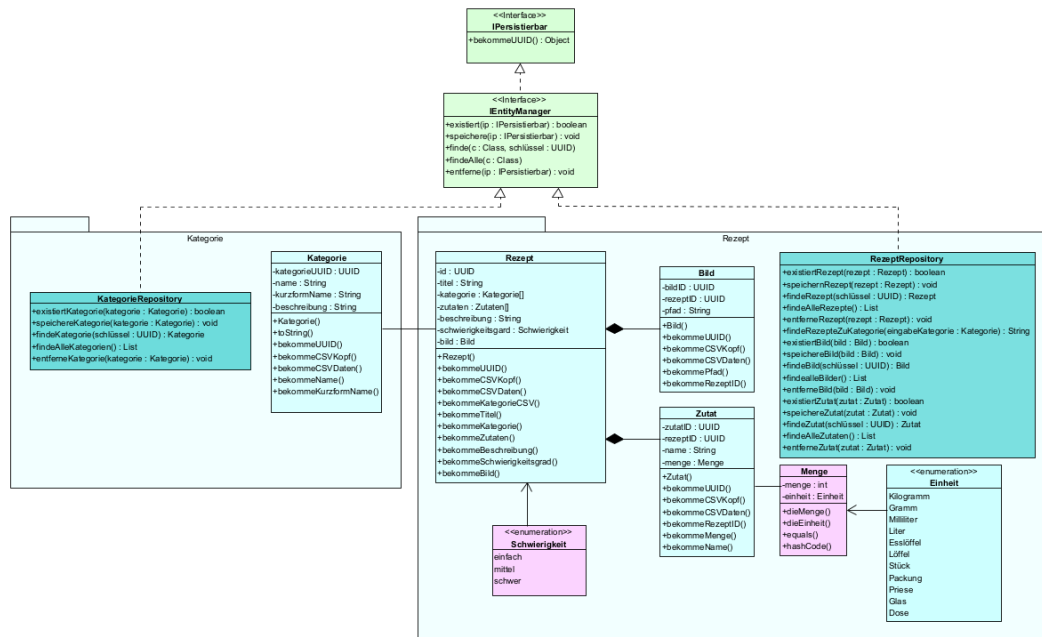 <<Interface>>
IPersistierbar
+bekommeUUID() : Object
<<Interface>>
IEntityManager
+existiert(ip : IPersistierbar) : boolean
+speichere(ip : IPersistierbar) : void
+finde(c : Class, schlüssel : UUID)
+findeAlle(c : Class)
+entferne(ip : IPersistierbar) : void
Kategorie
KategorieRepository
+existiertKategorie(kategorie : Kategorie) : boolean
+speichereKategorie(kategorie : Kategorie) : void
+findeKategorie(schlüssel : UUID) : Kategorie
+findeAlleKategorien() : List
+entferneKategorie(kategorie : Kategorie) : void
Kategorie
-kategorieUUID : UUID
-name : String
-kurzformName : String
-beschreibung : String
+Kategorie()
+toString()
+bekommeUUID()
+bekommeCSVKopf()
+bekommeCSVDaten()
+bekommeName()
+bekommeKurzformName()
Rezept
Rezept
-id : UUID
-titel : String
-kategorie : Kategorie[]
-zutaten : Zutaten[]
-beschreibung : String
-schwierigkeitsgard : Schwierigkeit
-bild : Bild
+Rezept()
+bekommeUUID()
+bekommeCSVKopf()
+bekommeCSVDaten()
+bekommeKategorieCSV()
+bekommeTitel()
+bekommeKategorie()
+bekommeZutaten()
+bekommeBeschreibung()
+bekommeSchwierigkeitsgrad()
+bekommeBild()
<<enumeration>>
Schwierigkeit
einfach
mittel
schwer
Bild
-bildID : UUID
-rezeptID : UUID
-pfad : String
+Bild()
+bekommeUUID()
+bekommeCSVKopf()
+bekommeCSVDaten()
+bekommePfad()
+bekommeRezeptID()
Zutat
-zutatID : UUID
-rezeptID : UUID
-name : String
-menge : Menge
+Zutat()
+bekommeUUID()
+bekommeCSVKopf()
+bekommeCSVDaten()
+bekommeRezeptID()
+bekommeMenge()
+bekommeName()
RezeptRepository
+existiertRezept(rezept : Rezept) : boolean
+speichernRezept(rezept : Rezept) : void
+findeRezept(schlüssel : UUID) : Rezept
+findeAlleRezepte() : List
+entferneRezept(rezept : Rezept) : void
+findeRezepteZuKategorie(eingabeKategorie : Kategorie) : String
+existiertBild(bild : Bild) : boolean
+speichereBild(bild : Bild) : void
+findeBild(schlüssel : UUID) : Bild
+findealleBilder() : List
+entferneBild(bild : Bild) : void
+existiertZutat(zutat : Zutat) : boolean
+speichereZutat(zutat : Zutat) : void
+findeZutat(schlüssel : UUID) : Zutat
+findeAlleZutaten() : List
+entferneZutat(zutat : Zutat) : void
Menge
-menge : int
-einheit : Einheit
+dieMenge()
+dieEinheit()
+equals()
+hashCode()
<<enumeration>>
Einheit
Kilogramm
Gramm
Milliliter
Liter
Esslöffel
Löffel
Stück
Packung
Priese
Glas
Dose